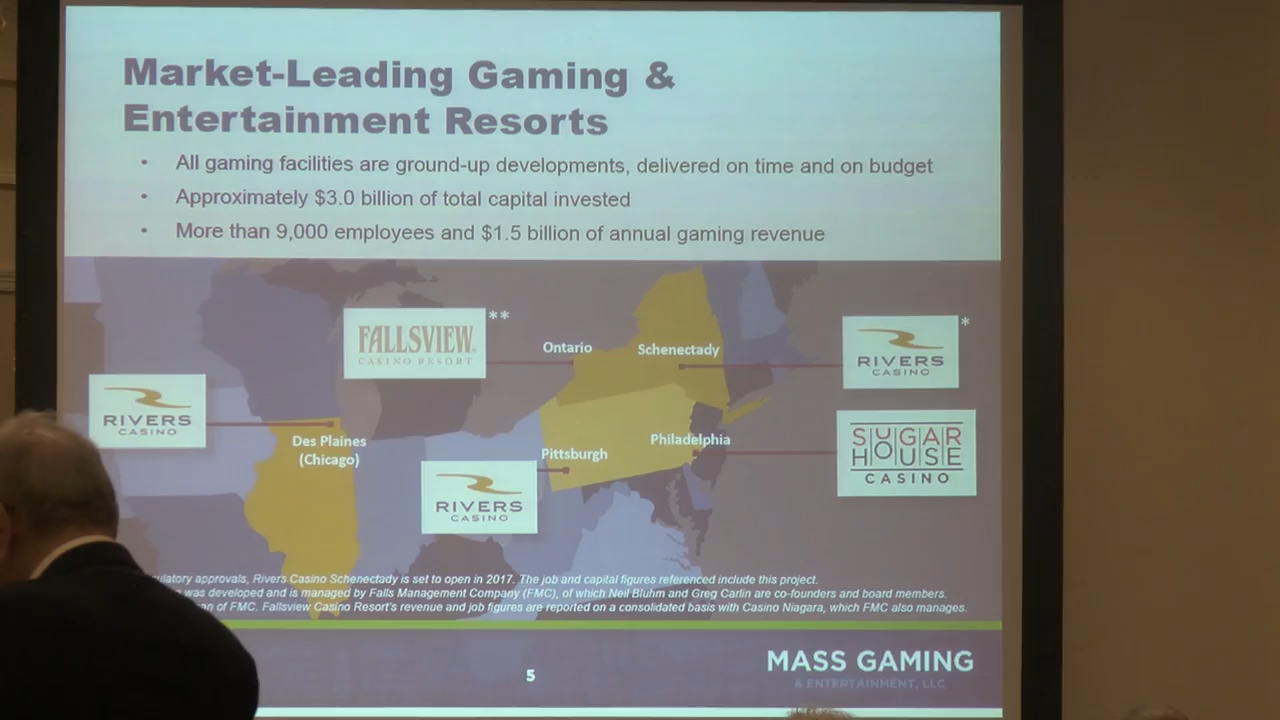 Market-Leading Gaming &
Entertainment Resorts
• All gaming facilities are ground-up developments, delivered on time and on budget
• Approximately $3.0 billion of total capital invested
• More than 9,000 employees and $1.5 billion of annual gaming revenue
FALLSVIEW
CASINO RESORT
**
Ontario
Schenectady
RIVERS
CASINO
*
RIVERS
CASINO
Des Plaines
(Chicago)
Pittsburgh
RIVERS
CASINO
Philadelphia
SUGAR
HOUSE
CASINO
approvals, Rivers Casino Schenectady is set to open in 2017. The job and capital figures referenced include this project.
was developed and is managed by Falls Management Company (FMC), of which Neil Bluhm and Greg Carlin are co-founders and board members.
of FMC. Fallsview Casino Resort's revenue and job figures are reported on a consolidated basis with Casino Niagara, which FMC also manages.
5
MASS GAMING
& ENTERTAINMENT, LLC